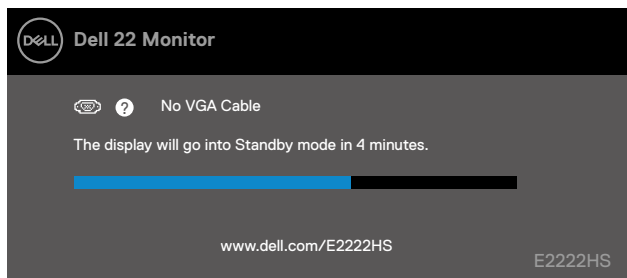 DELL
Dell 22 Monitor
? No VGA Cable
The display will go into Standby mode in 4 minutes.
www.dell.com/E2222HS
E2222HS